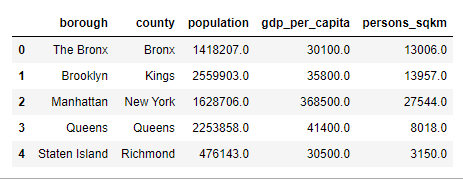 borough county population gdp_per_capita persons_sqkm
0 The Bronx Bronx 1418207.0 30100.0 13006.0
1 Brooklyn Kings 2559903.0 35800.0 13957.0
2 Manhattan New York 1628706.0 368500.0 27544.0
3 Queens Queens 2253858.0 41400.0 8018.0
4 Staten Island Richmond 476143.0 30500.0 3150.0